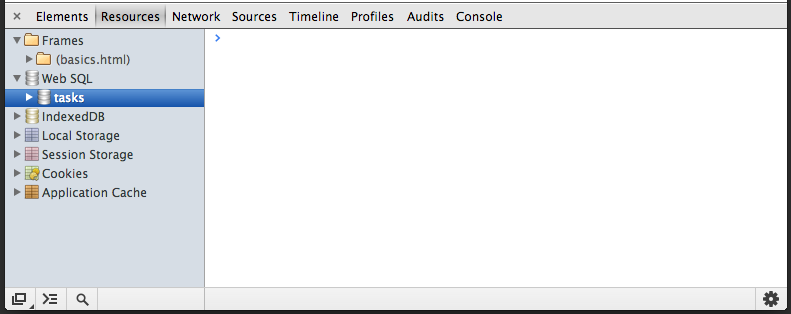 × Elements Resources Network Sources Timeline Profiles Audits Console
Frames
(basics.html)
Web SQL
tasks
IndexedDB
Local Storage
Session Storage
Cookies
Application Cache